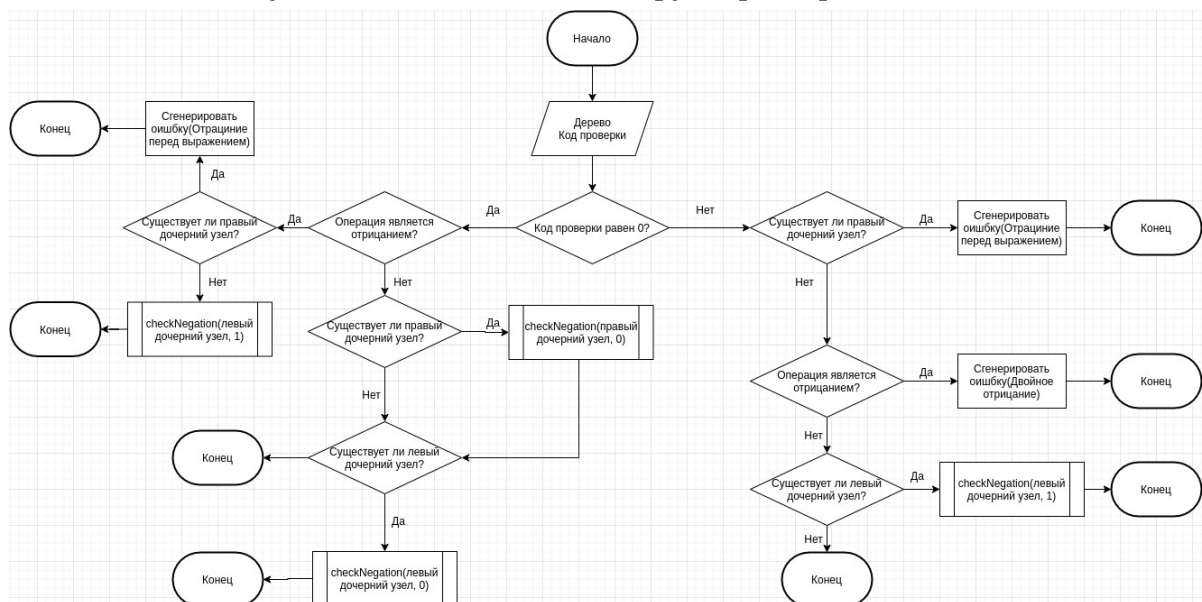 Начало
Дерево
Код проверки
Сгенерировать
оишбку(Отрациние
перед выражением)
Конец
Да
Существует ли правый
дочерний узел?
Да
Операция является
отрицанием?
Да
Код проверки равен 0?
Нет
Существует ли правый
дочерний узел?
Да
Сгенерировать
оишбку(Отрациние
перед выражением)
Конец
Нет
Нет
Нет
Конец
checkNegation(левый
дочерний узел, 1)
Существует ли правый
дочерний узел?
Да
checkNegation(правый
дочерний узел, 0)
Операция является
отрицанием?
Да
Сгенерировать
оишбку(Двойное
отрицание)
Конец
Нет
Нет
Конец
Существует ли левый
дочерний узел?
Существует ли левый
дочерний узел?
Да
checkNegation(левый
дочерний узел, 1)
Конец
Да
Нет
Конец
checkNegation(левый
дочерний узел, 0)
Конец